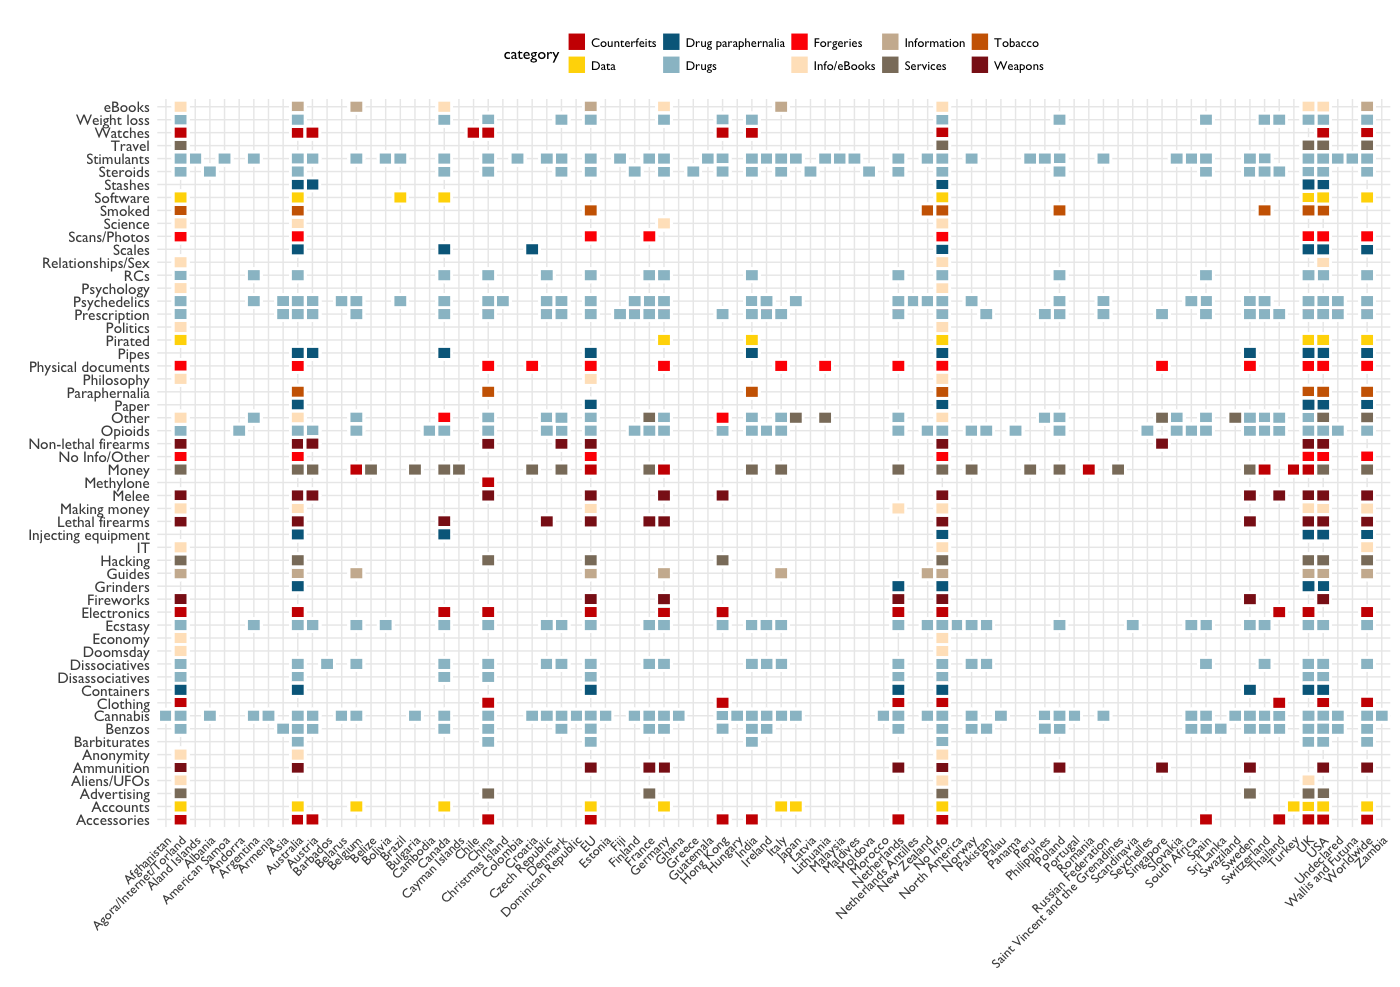 category
Counterfeits
Drug paraphernalia
Forgeries
Information
Tobacco
Data
Drugs
Info/eBooks
Services
Weapons
eBooks
Weight loss
Watches
Travel
Stimulants
Steroids
Stashes
Software
Smoked
Science
Scans/Photos
Scales
Relationships/Sex
RCs
Psychology
Psychedelics
Prescription
Politics
Pirated
Pipes
Physical documents
Philosophy
Paraphernalia
Paper
Other
Opioids
Non-lethal firearms
No Info/Other
Money
Methylone
Melee
Making money
Lethal firearms
Injecting equipment
IT
Hacking
Guides
Grinders
Fireworks
Electronics
Ecstasy
Economy
Doomsday
Dissociatives
Disassociatives
Containers
Clothing
Cannabis
Benzos
Barbiturates
Anonymity
Ammunition
Aliens/UFOs
Advertising
Accounts
Accessories
Afghanistan
Agora/Internet/Torland
Aland Islands
Albania
American Samoa
Andorra
Argentina
Armenia
Asia
Australia
Austria
Barbados
Belarus
Belgium
Belize
Bolivia
Brazil
Bulgaria
Cambodia
Canada
Cayman Islands
Chile
China
Christmas Island
Colombia
Croatia
Czech Republic
Denmark
Dominican Republic
EU
Estonia
Fiji
Finland
France
Germany
Ghana
Greece
Guatemala
Hong Kong
Hungary
India
Ireland
Italy
Japan
Latvia
Lithuania
Malaysia
Maldives
Moldova
Morocco
Netherlands
Netherlands Antilles
New Zealand
No Info
North America
Norway
Pakistan
Palau
Panama
Peru
Philippines
Poland
Portugal
Romania
Russian Federation
Saint Vincent and the Grenadines
Scandinavia
Seychelles
Singapore
Slovakia
South Africa
Spain
Sri Lanka
Swaziland
Sweden
Switzerland
Thailand
Turkey
UK
USA
Undeclared
Wallis and Futuna
Worldwide
Zambia